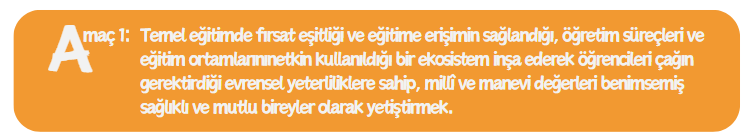 Amaç 1: Temel eğitimde fırsat eşitliği ve eğitime erişimin sağlandığı, öğretim süreçleri ve
eğitim ortamlarınınetkin kullanıldığı bir ekosistem inşa ederek öğrencileri çağın
gerektirdiği evrensel yeterliliklere sahip, millî ve manevi değerleri benimsemiş
sağlıklı ve mutlu bireyler olarak yetiştirmek.